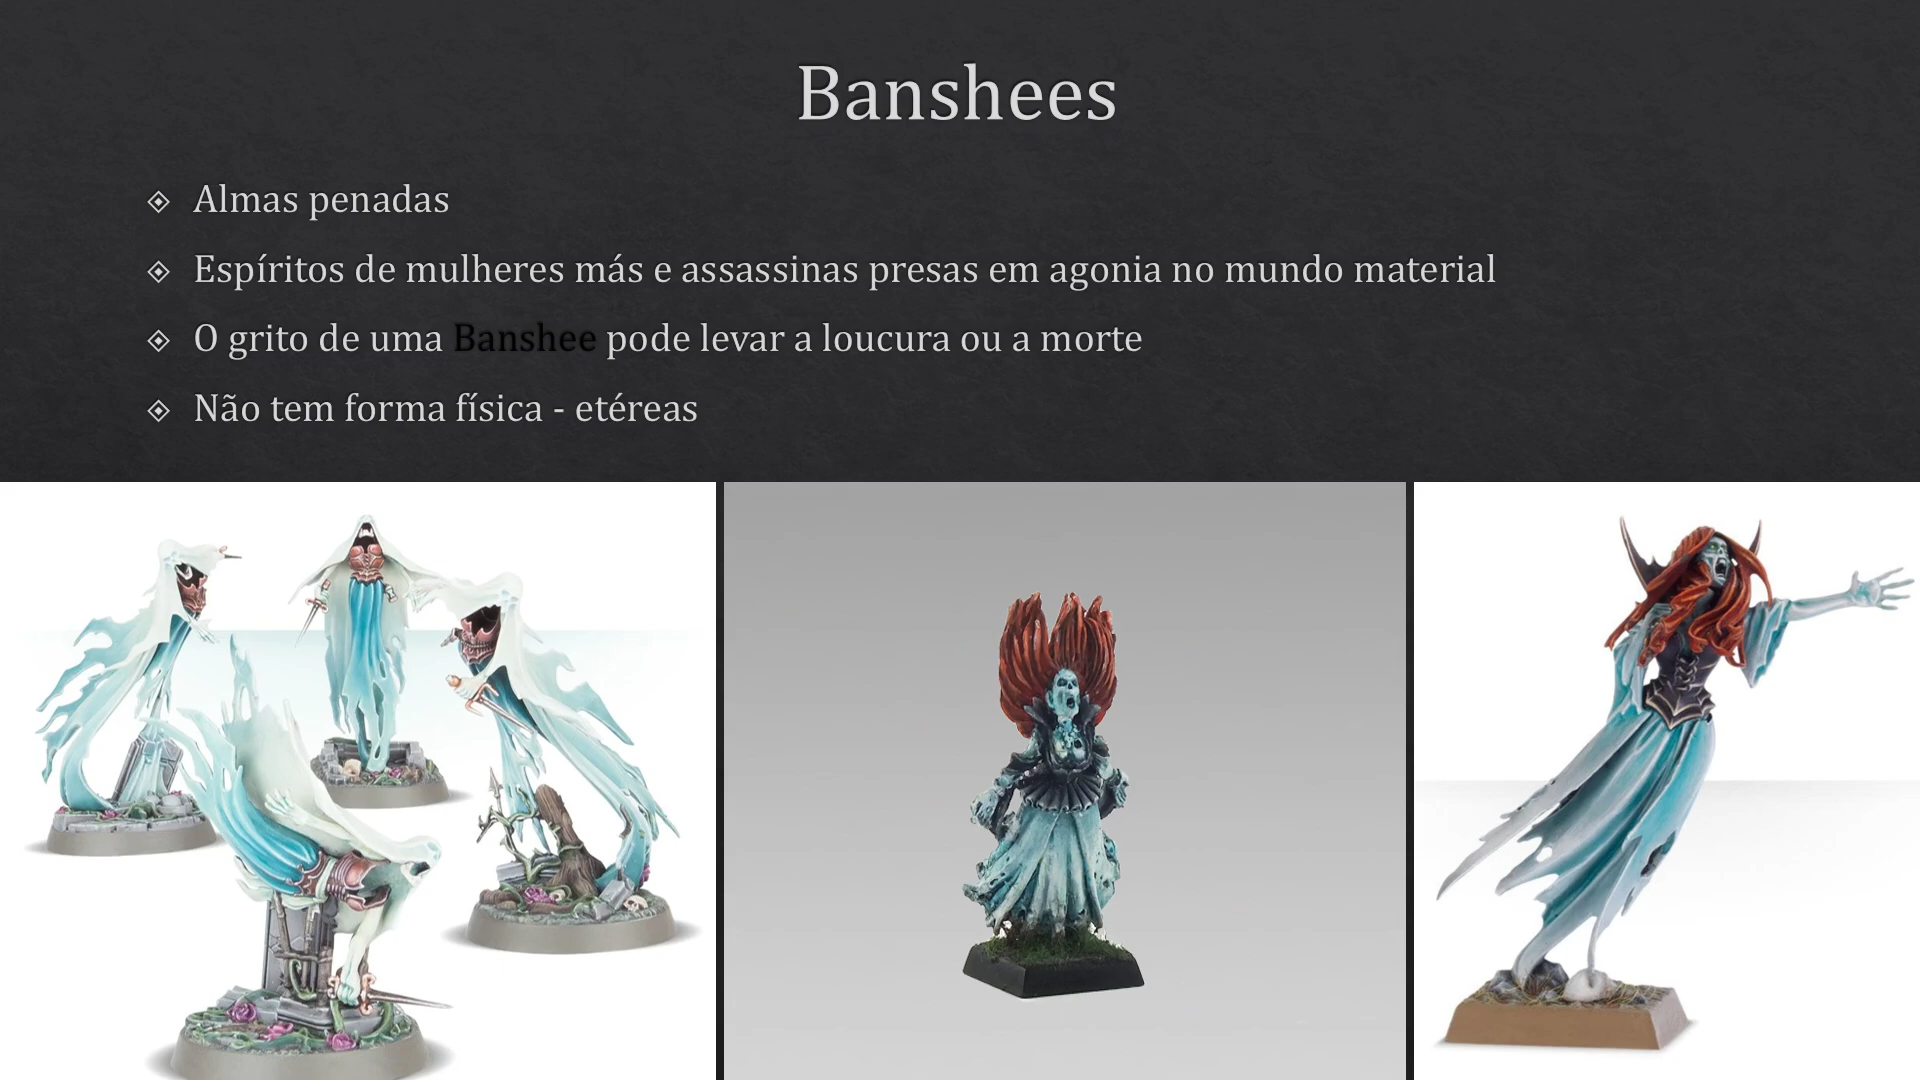 Banshees
Almas penadas
Espíritos de mulheres más e assassinas presas em agonia no mundo material
O grito de uma Banshee pode levar a loucura ou a morte
Não tem forma física - etéreas